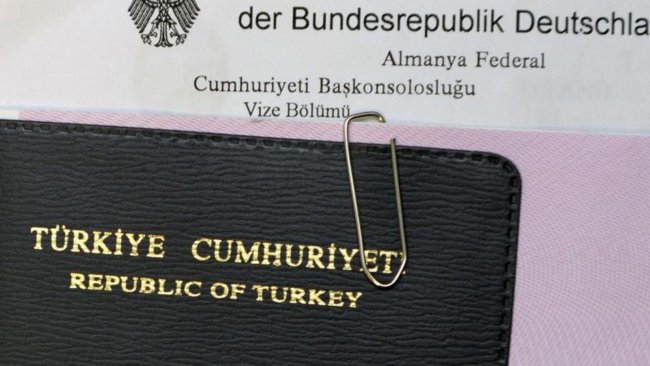 der Bundesrepublik Deutschla
Almanya Federal
Cumhuriyeti Başkonsolosluğu
Vize Bölümü
TÜRKİYE CUMHURİYETİ
REPUBLIC OF TURKEY